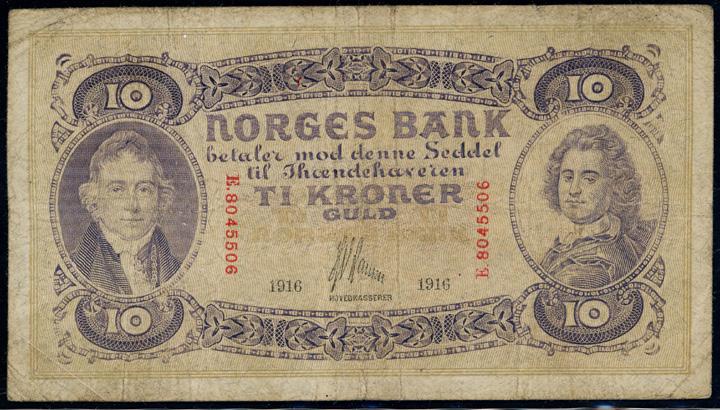 10 10
NORGES BANK
betaler mod denne Seddel
til Ihændehaveren
TI KRONER
GULD
E.8045506
E.8045506
1916 1916
HOVEDKASSERER
10 10